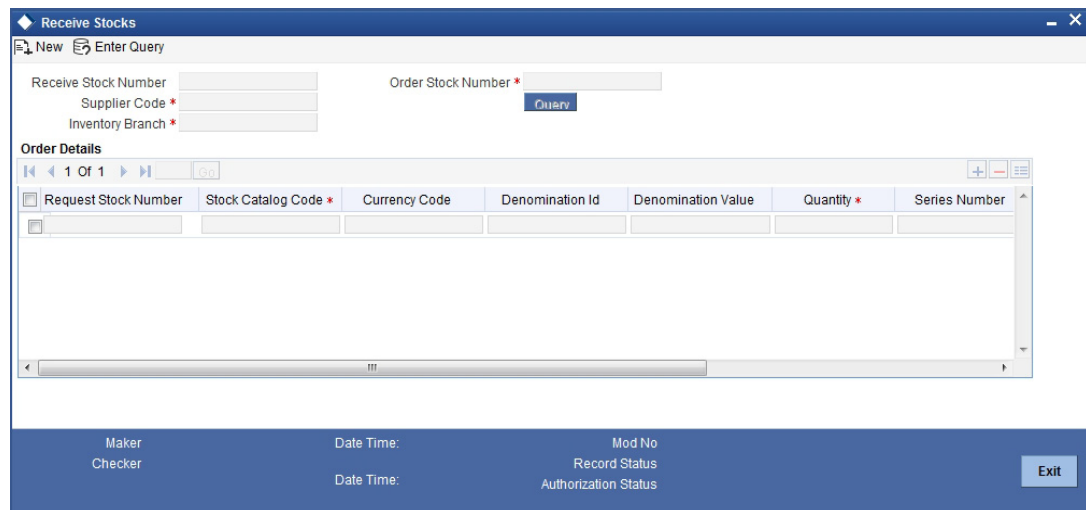 Receive Stocks
New Enter Query
Receive Stock Number Order Stock Number *
Supplier Code * Query
Inventory Branch *
Order Details
1 Of 1 Go
Request Stock Number Stock Catalog Code * Currency Code Denomination Id Denomination Value Quantity * Series Number
Maker Date Time: Mod No
Checker Record Status
Date Time: Authorization Status
Exit